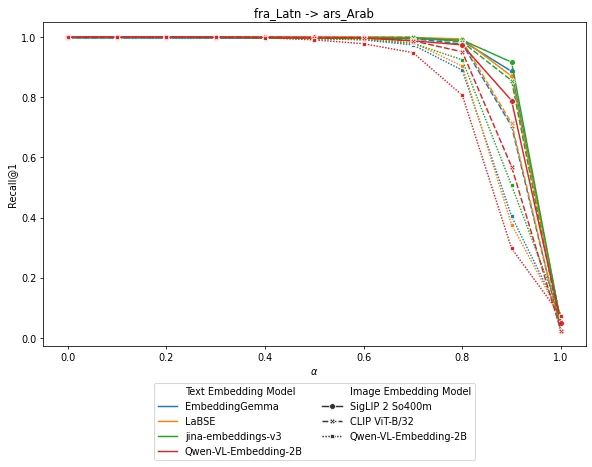 fra_Latn -> ars_Arab
Recall@1
1.0
0.8
0.6
0.4
0.2
0.0
0.0 0.2 0.4 0.6 0.8 1.0
α
Text Embedding Model
EmbeddingGemma
LaBSE
jina-embeddings-v3
Qwen-VL-Embedding-2B
Image Embedding Model
SigLIP 2 So400m
CLIP ViT-B/32
Qwen-VL-Embedding-2B